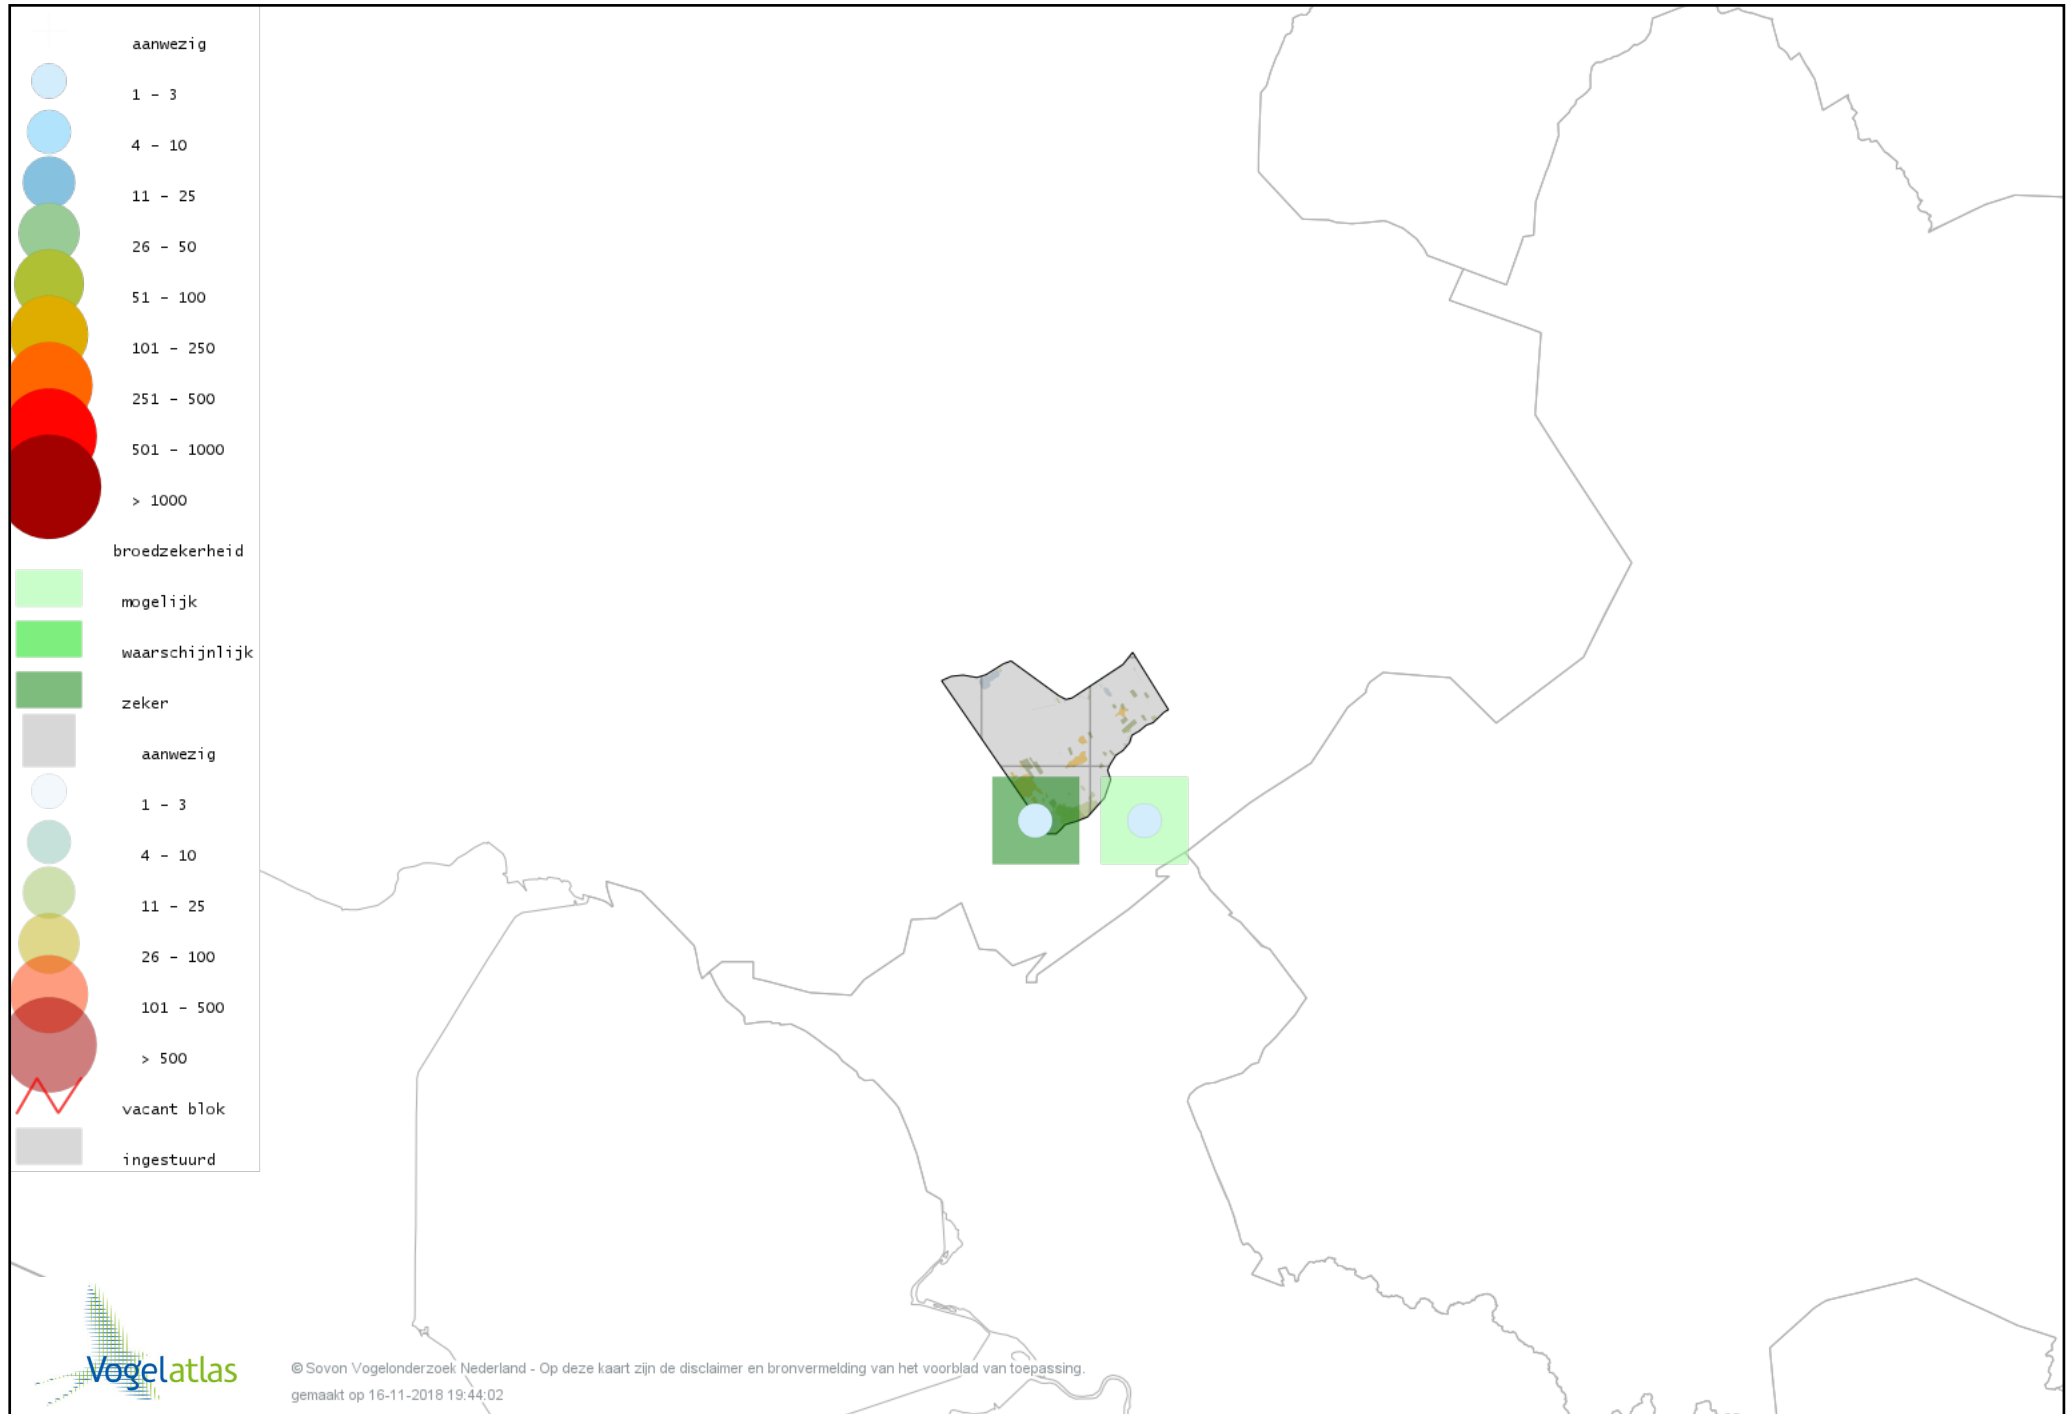 aanwezig
1 - 3
4 - 10
11 - 25
26 - 50
51 - 100
101 - 250
251 - 500
501 - 1000
> 1000
broedzekerheid
mogelijk
waarschijnlijk
zeker
aanwezig
1 - 3
4 - 10
11 - 25
26 - 100
101 - 500
> 500
vacant blok
ingestuurd
Vogelatlas
© Sovon Vogelonderzoek Nederland - Op deze kaart zijn de disclaimer en bronvermelding van het voorblad van toepassing.
gemaakt op 16-11-2018 19:44:02